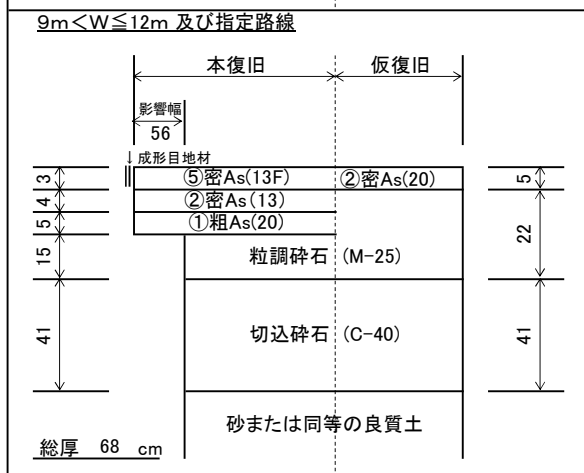 9m＜W≦12m 及び指定路線
本復旧 仮復旧
影響幅
56
↓成形目地材
3 ⑤密As(13F) ②密As(20) 5
4 ②密As(13)
5 ①粗As(20)
22
15 粒調砕石 (M-25)
41 切込砕石 (C-40) 41
砂または同等の良質土
総厚 68 cm